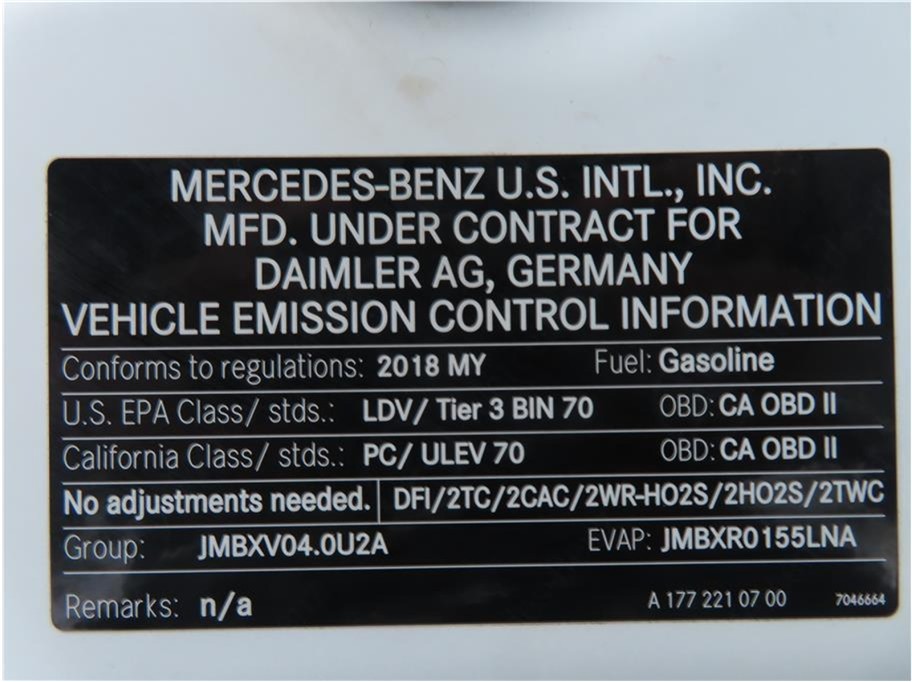 MERCEDES-BENZ U.S. INTL., INC.
MFD. UNDER CONTRACT FOR
DAIMLER AG, GERMANY
VEHICLE EMISSION CONTROL INFORMATION
Conforms to regulations: 2018 MY Fuel: Gasoline
U.S. EPA Class/ stds.: LDV/ Tier 3 BIN 70 OBD: CA OBD II
California Class/ stds.: PC/ ULEV 70 OBD: CA OBD II
No adjustments needed. DFI/2TC/2CAC/2WR-HO2S/2HO2S/2TWC
Group: JMBXV04.0U2A EVAP: JMBXR0155LNA
Remarks: n/a A 177 221 07 00 7046664